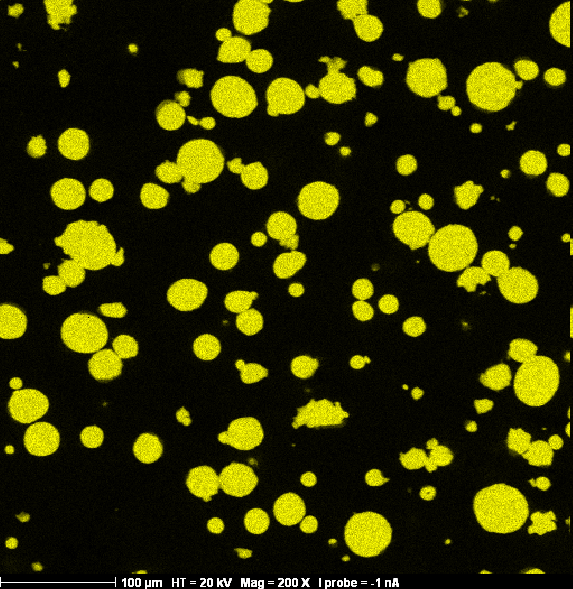 100 µm HT = 20 kV Mag = 200 X I probe = -1 nA